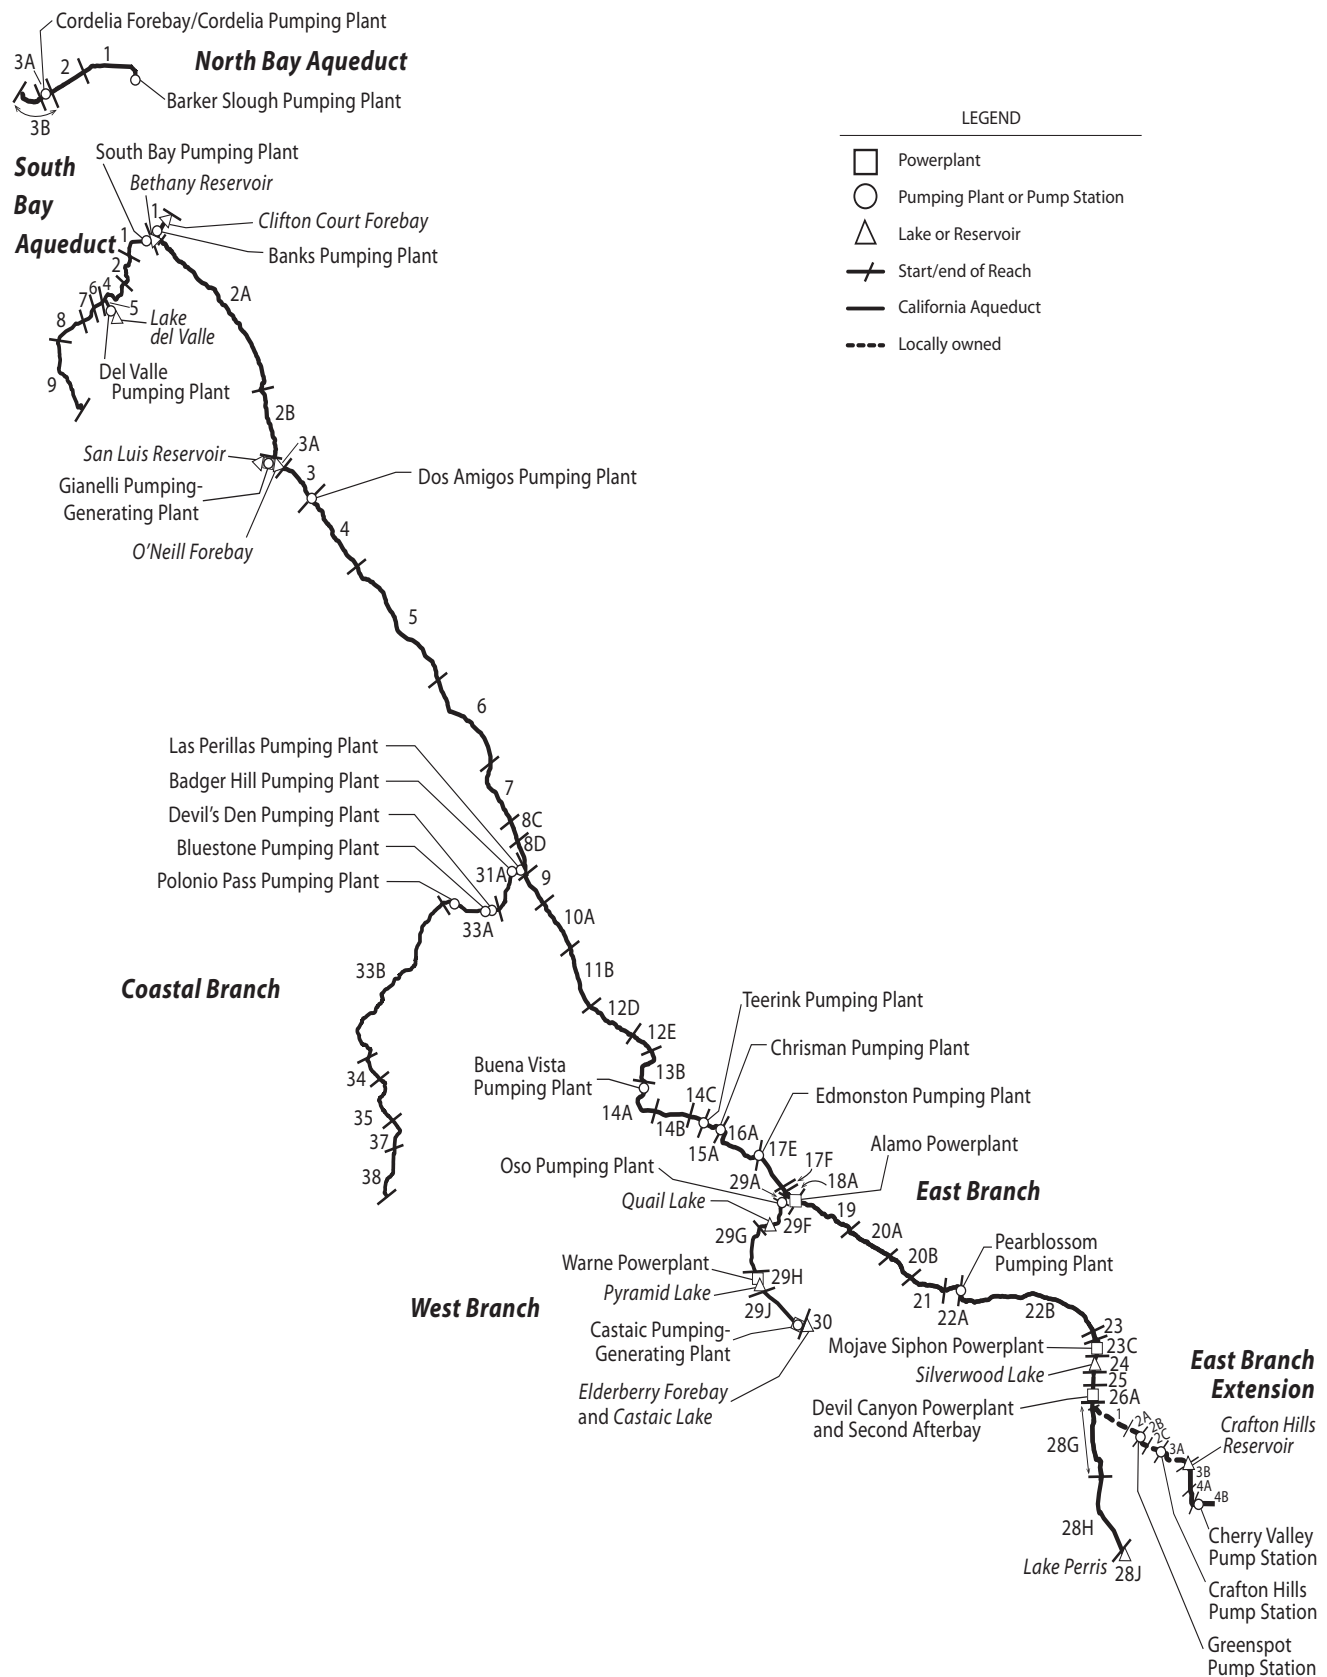 Cordelia Forebay/Cordelia Pumping Plant
North Bay Aqueduct
3A
2
1
Barker Slough Pumping Plant
3B
LEGEND
Powerplant
Pumping Plant or Pump Station
Lake or Reservoir
Start/end of Reach
California Aqueduct
Locally owned
South
Bay
Aqueduct
South Bay Pumping Plant
Bethany Reservoir
1
Clifton Court Forebay
Banks Pumping Plant
1
2
2A
4
6
7
5
8
Lake
del Valle
Del Valle
Pumping Plant
9
2B
San Luis Reservoir
3A
3
Gianelli Pumping-
Generating Plant
O’Neill Forebay
Dos Amigos Pumping Plant
4
5
6
Las Perillas Pumping Plant
Badger Hill Pumping Plant
Devil’s Den Pumping Plant
Bluestone Pumping Plant
Polonio Pass Pumping Plant
7
8C
8D
31A
9
33A
10A
33B
Coastal Branch
11B
12D
12E
34
35
37
38
Teerink Pumping Plant
Chrisman Pumping Plant
Buena Vista
Pumping Plant
13B
Edmonston Pumping Plant
14A
14B
14C
15A
16A
17E
Alamo Powerplant
Oso Pumping Plant
17F
29A
18A
East Branch
Quail Lake
29F
19
29G
20A
20B
Pearblossom
Pumping Plant
Warne Powerplant
29H
Pyramid Lake
West Branch
29J
21
22A
22B
Castaic Pumping-
Generating Plant
30
Elderberry Forebay
and Castaic Lake
23
Mojave Siphon Powerplant
23C
Silverwood Lake
24
25
26A
Devil Canyon Powerplant
and Second Afterbay
East Branch
Extension
1
2A
2B
2C
3A
Crafton Hills
Reservoir
28G
3B
4A
4B
28H
Cherry Valley
Pump Station
Lake Perris
28J
Crafton Hills
Pump Station
Greenspot
Pump Station